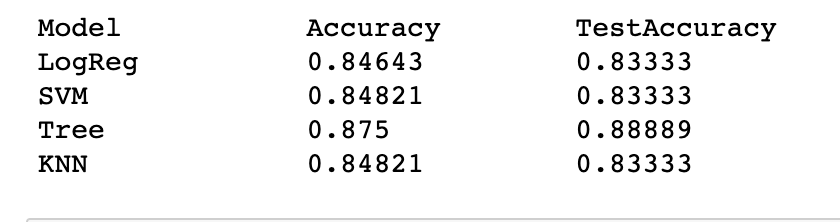 Model Accuracy TestAccuracy
LogReg 0.84643 0.83333
SVM 0.84821 0.83333
Tree 0.875 0.88889
KNN 0.84821 0.83333